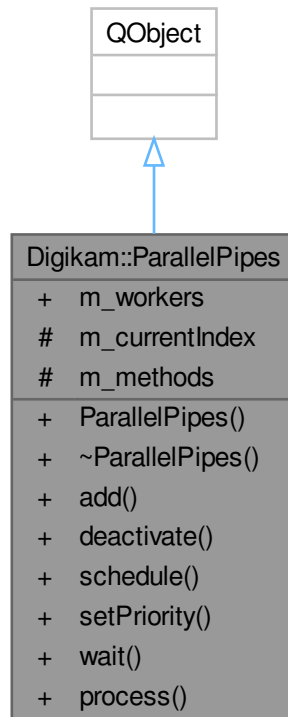 QObject
Digikam::ParallelPipes
+ m_workers
# m_currentIndex
# m_methods
+ ParallelPipes()
+ ~ParallelPipes()
+ add()
+ deactivate()
+ schedule()
+ setPriority()
+ wait()
+ process()